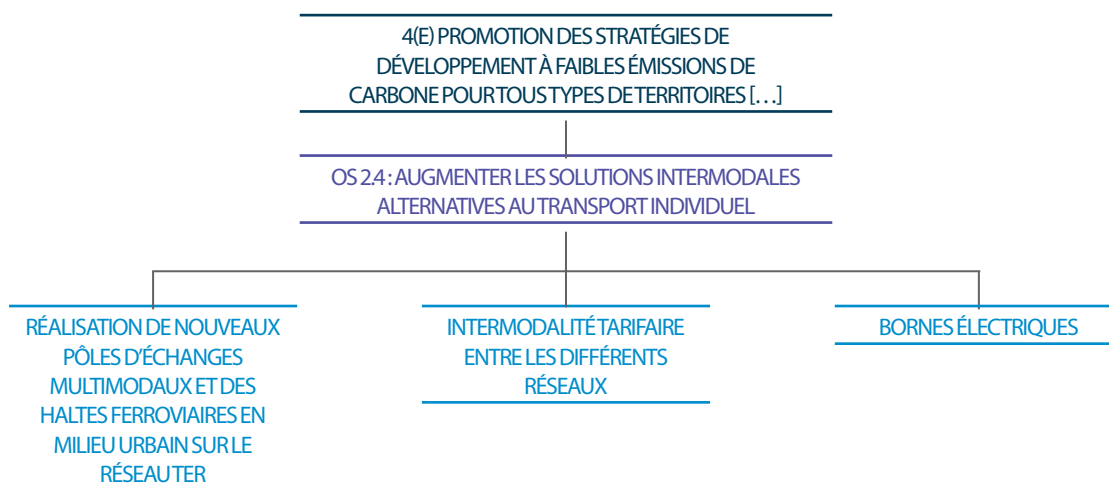 4(E) PROMOTION DES STRATÉGIES DE
DÉVELOPPEMENT À FAIBLES ÉMISSIONS DE
CARBONE POUR TOUS TYPES DE TERRITOIRES […]
OS 2.4 : AUGMENTER LES SOLUTIONS INTERMODALES
ALTERNATIVES AU TRANSPORT INDIVIDUEL
RÉALISATION DE NOUVEAUX
PÔLES D’ÉCHANGES
MULTIMODAUX ET DES
HALTES FERROVIAIRES EN
MILIEU URBAIN SUR LE
RÉSEAU TER
INTERMODALITÉ TARIFAIRE
ENTRE LES DIFFÉRENTS
RÉSEAUX
BORNES ÉLECTRIQUES